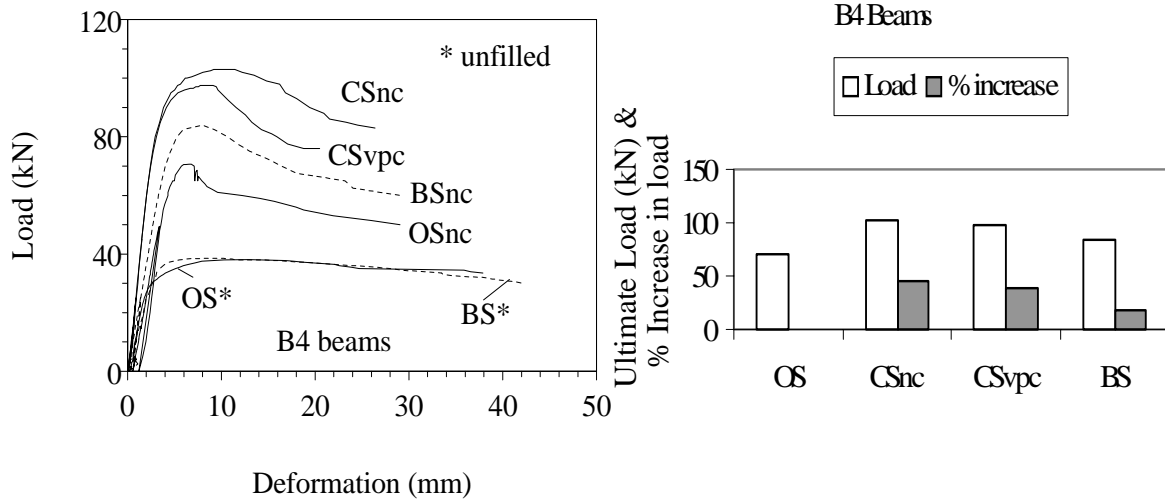 120
80
40
0
Load (kN)
* unfilled
CSnc
CSvpc
BSnc
OSnc
OS*
BS*
B4 beams
0 10 20 30 40 50
Deformation (mm)
B4 Beams
Load % increase
Ultimate Load (kN) &
% Increase in load
150
100
50
0
OS CSnc CSvpc BS